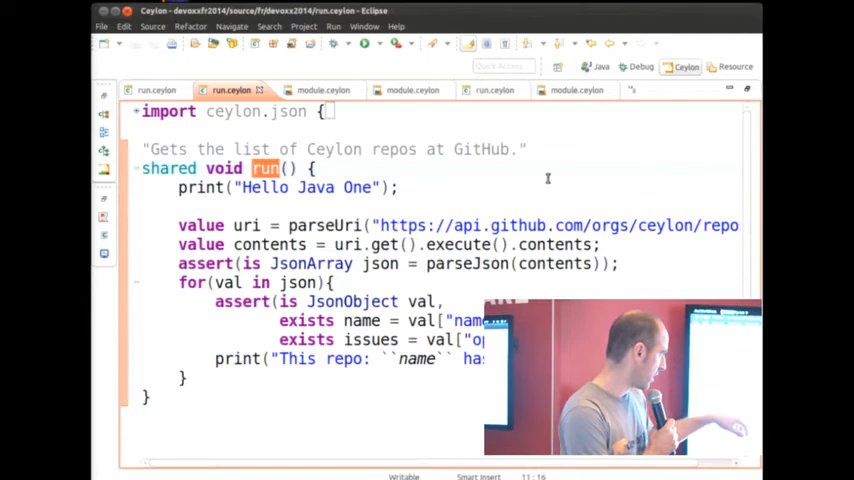 Ceylon - devoxxfr2014/source/fr/devoxx2014/run.ceylon - Eclipse
File Edit Source Refactor Navigate Search Project Run Window Help
Quick Access
Java Debug Ceylon Resource
run.ceylon run.ceylon module.ceylon module.ceylon run.ceylon module.ceylon
import ceylon.json {
"Gets the list of Ceylon repos at GitHub."
shared void run() {
print("Hello Java One");
value uri = parseUri("https://api.github.com/orgs/ceylon/repo
value contents = uri.get().execute().contents;
assert(is JsonArray json = parseJson(contents));
for(val in json){
assert(is JsonObject val,
exists name = val["name
exists issues = val["op
print("This repo: ``name`` has
}
}
Writable Smart Insert 11 : 16